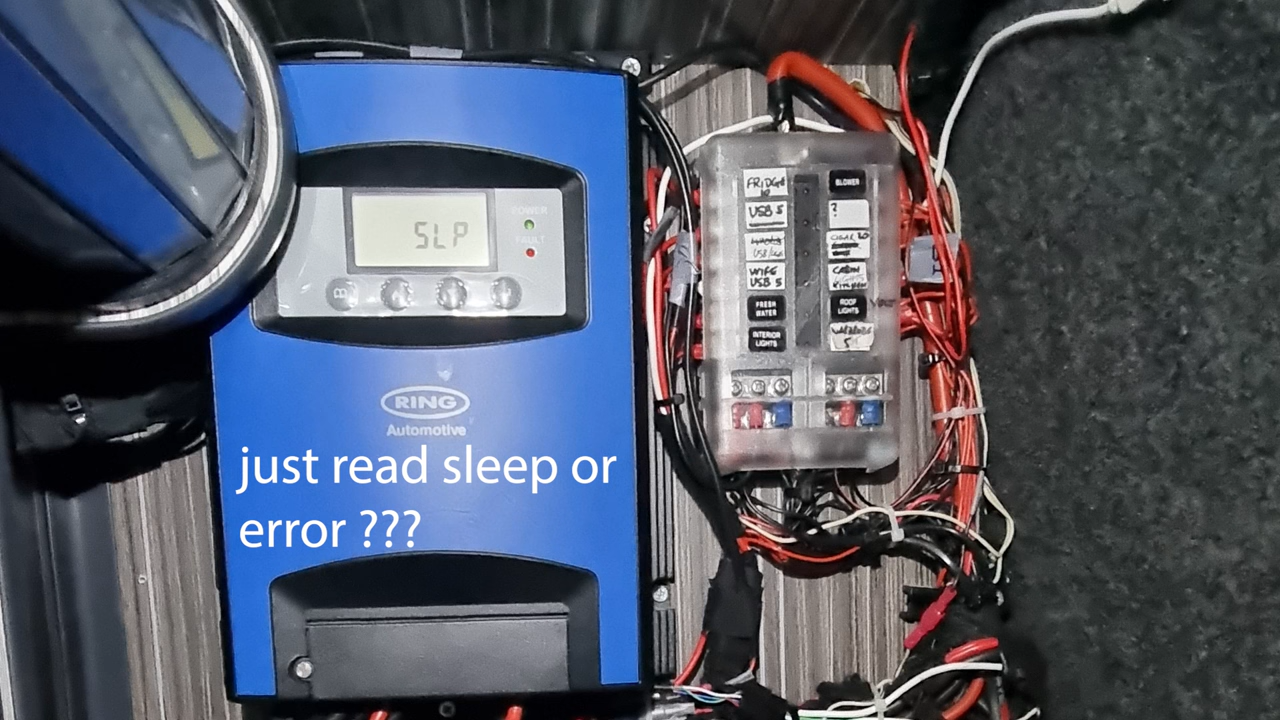 SLP
POWER
FAULT
RING
Automotive
just read sleep or
error ???
FRIDGE
USB 5
WIFE
USB 5
FRESH
WATER
INTERIOR
LIGHTS
BLOWER
?
CABIN
ROOF
LIGHTS